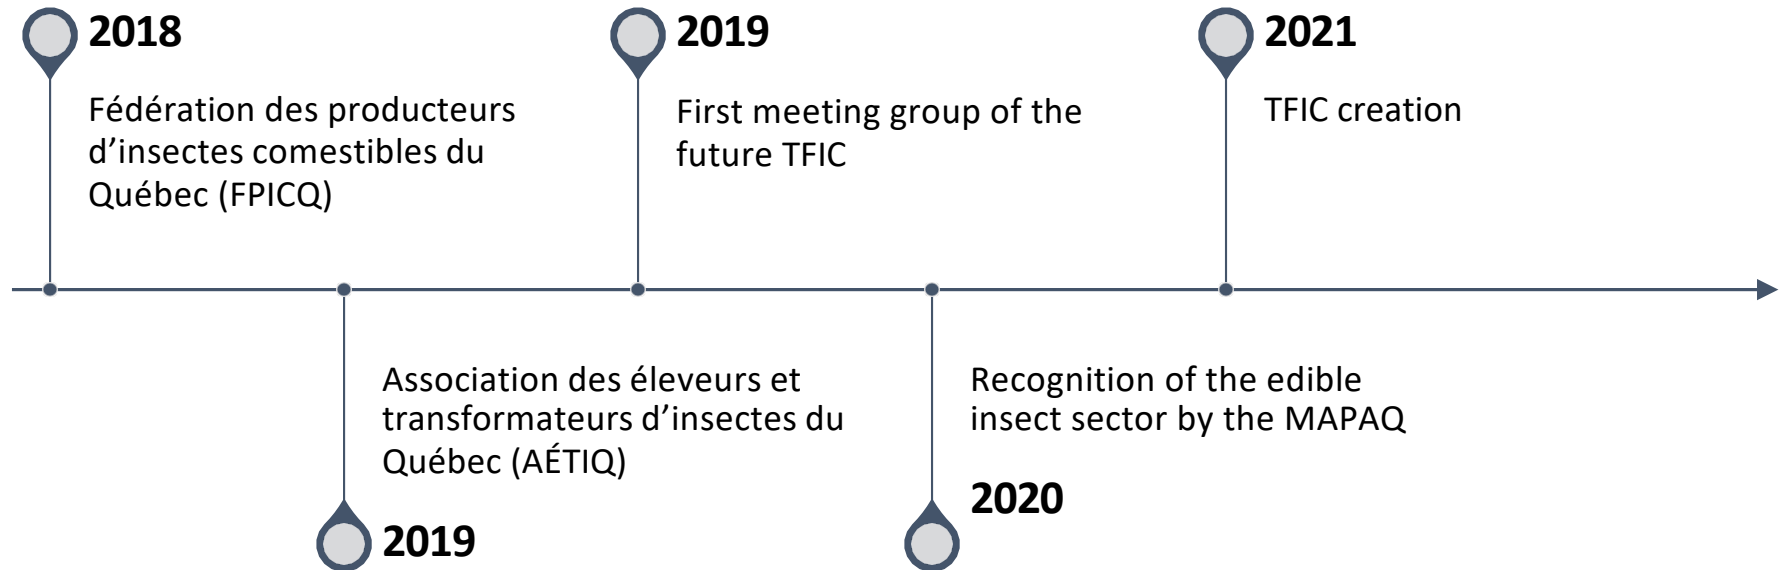 2018
Fédération des producteurs
d’insectes comestibles du
Québec (FPICQ)
Association des éleveurs et
transformateurs d’insectes du
Québec (AÉTIQ)
2019
2019
First meeting group of the
future TFIC
Recognition of the edible
insect sector by the MAPAQ
2020
2021
TFIC creation